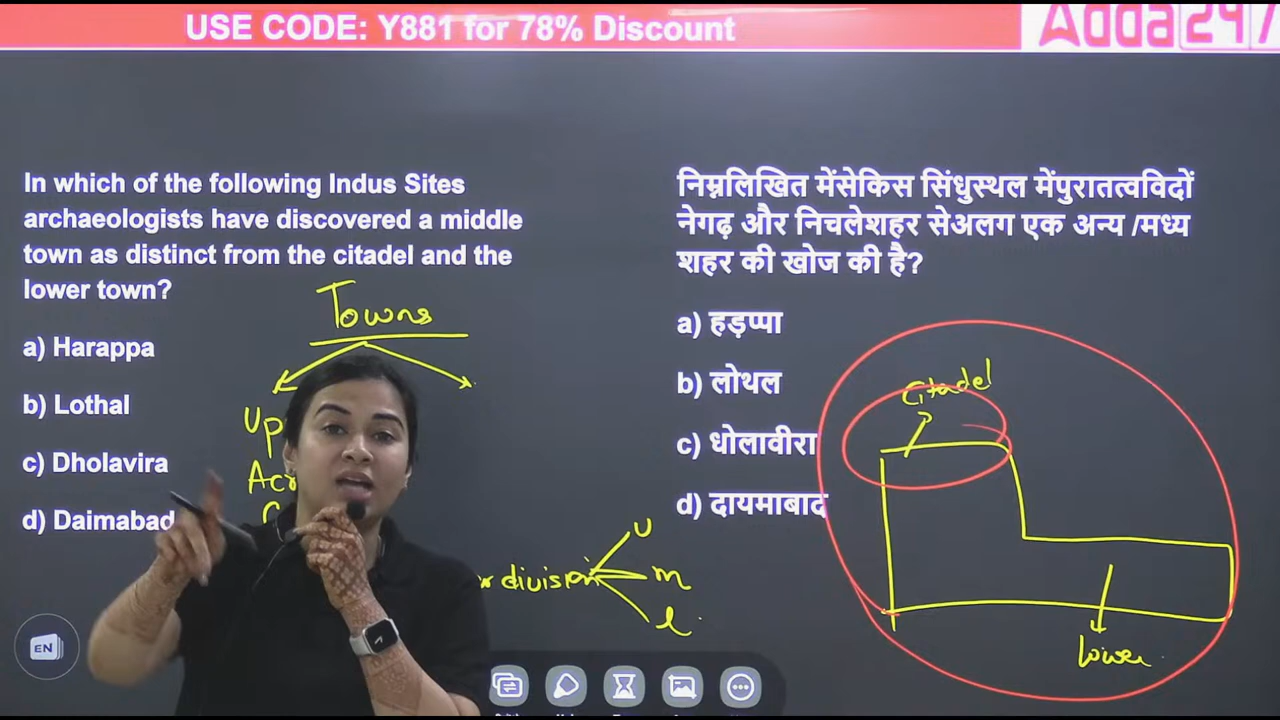 USE CODE: Y881 for 78% Discount
Adda247
In which of the following Indus Sites
archaeologists have discovered a middle
town as distinct from the citadel and the
lower town?
a) Harappa
b) Lothal
c) Dholavira
d) Daimabad
Towns
निम्नलिखित मेंसेकिस सिंधुस्थल मेंपुरातत्वविदों
नेगढ़ और निचलेशहर सेअलग एक अन्य /मध्य
शहर की खोज की है?
a) हड़प्पा
b) लोथल
c) धोलावीरा
d) दायमाबाद
Citadel
lower
division
U
m
l
EN